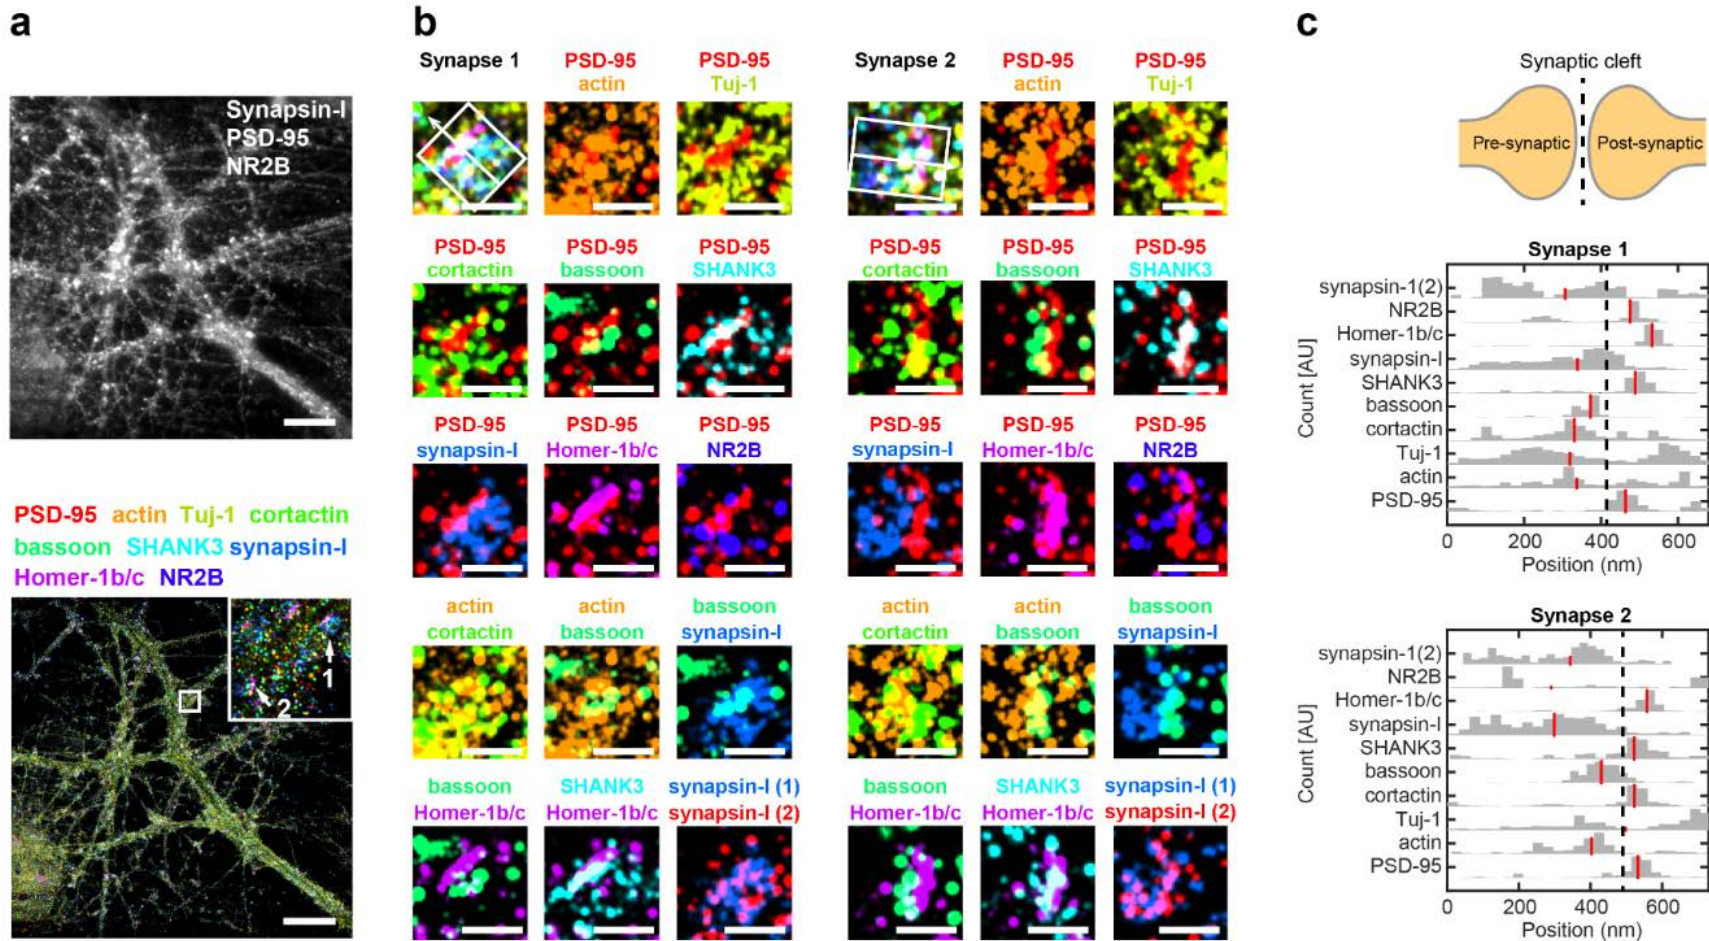 a
Synapsin-I
PSD-95
NR2B
PSD-95 actin Tuj-1 cortactin
bassoon SHANK3 synapsin-I
Homer-1b/c NR2B
1
2
b
Synapse 1
PSD-95
actin
PSD-95
Tuj-1
PSD-95
cortactin
PSD-95
bassoon
PSD-95
SHANK3
PSD-95
synapsin-I
PSD-95
Homer-1b/c
PSD-95
NR2B
actin
cortactin
actin
bassoon
bassoon
synapsin-I
bassoon
Homer-1b/c
SHANK3
Homer-1b/c
synapsin-I (1)
synapsin-I (2)
Synapse 2
PSD-95
actin
PSD-95
Tuj-1
PSD-95
cortactin
PSD-95
bassoon
PSD-95
SHANK3
PSD-95
synapsin-I
PSD-95
Homer-1b/c
PSD-95
NR2B
actin
cortactin
actin
bassoon
bassoon
synapsin-I
bassoon
Homer-1b/c
SHANK3
Homer-1b/c
synapsin-I (1)
synapsin-I (2)
c
Synaptic cleft
Pre-synaptic
Post-synaptic
Synapse 1
Count [AU]
synapsin-1(2)
NR2B
Homer-1b/c
synapsin-I
SHANK3
bassoon
cortactin
Tuj-1
actin
PSD-95
0 200 400 600
Position (nm)
Synapse 2
Count [AU]
synapsin-1(2)
NR2B
Homer-1b/c
synapsin-I
SHANK3
bassoon
cortactin
Tuj-1
actin
PSD-95
0 200 400 600
Position (nm)